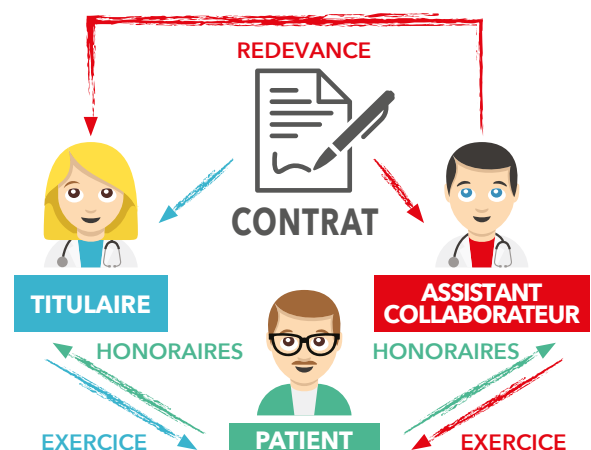 REDEVANCE
CONTRAT
TITULAIRE
ASSISTANT
COLLABORATEUR
HONORAIRES
HONORAIRES
EXERCICE
PATIENT
EXERCICE